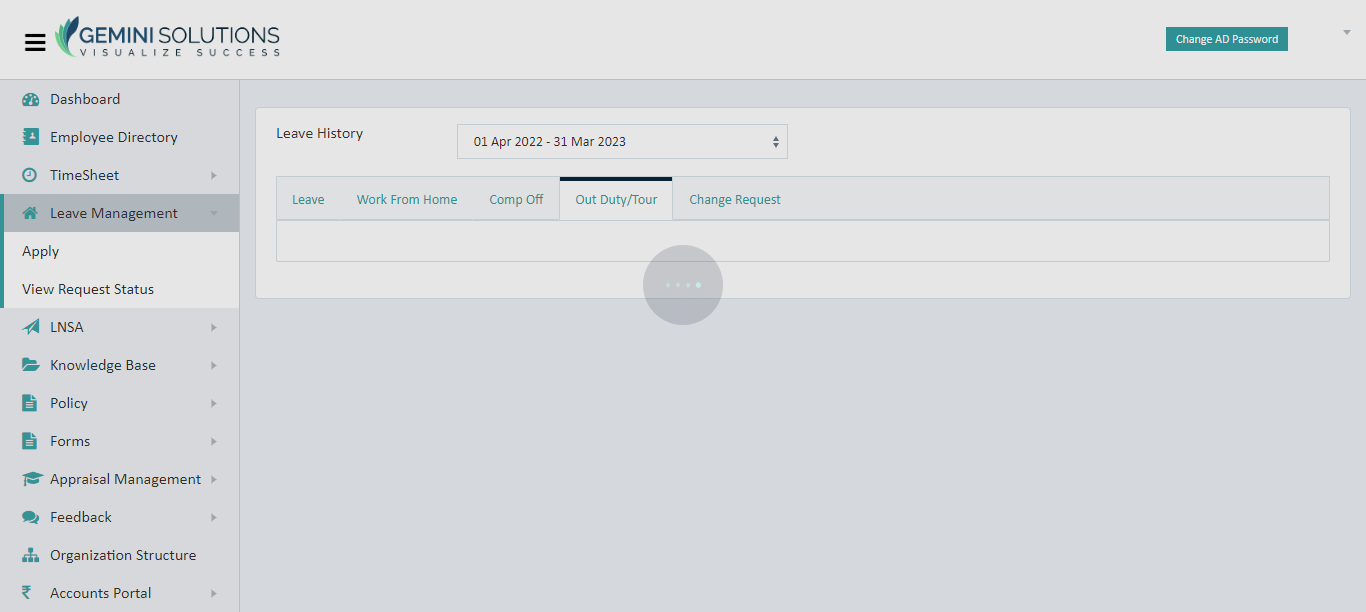 GEMINI SOLUTIONS
VISUALIZE SUCCESS
Change AD Password
Dashboard
Employee Directory
TimeSheet
Leave Management
Apply
View Request Status
LNSA
Knowledge Base
Policy
Forms
Appraisal Management
Feedback
Organization Structure
₹ Accounts Portal
Leave History
01 Apr 2022 - 31 Mar 2023
Leave Work From Home Comp Off Out Duty/Tour Change Request